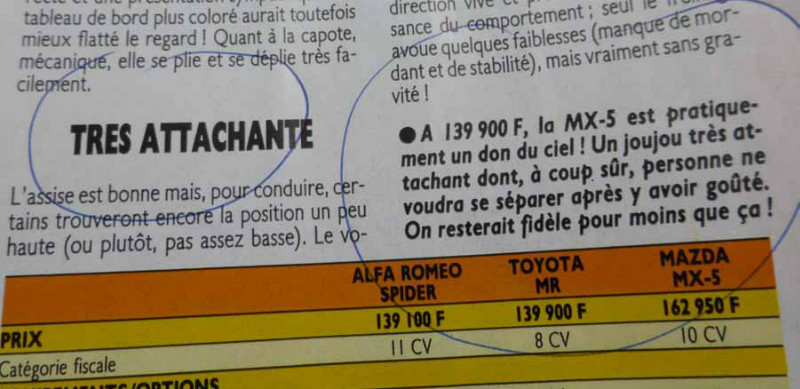 tableau de bord plus coloré aurait toutefois
mieux flatté le regard ! Quant à la capote,
mécanique, elle se plie et se déplie très fa-
cilement.
TRES ATTACHANTE
L'assise est bonne mais, pour conduire, cer-
tains trouveront encore la position un peu
haute (ou plutôt, pas assez basse). Le vo-
direction vive et
sance du comportement ; seul le
avoue quelques faiblesses (manque de mor-
dant et de stabilité), mais vraiment sans gra-
vité !
● A 139 900 F, la MX-5 est pratique-
ment un don du ciel ! Un joujou très at-
tachant dont, à coup sûr, personne ne
voudra se séparer après y avoir goûté.
On resterait fidèle pour moins que ça !
ALFA ROMEO SPIDER TOYOTA MR MAZDA MX-5
PRIX 139 100 F 139 900 F 162 950 F
Catégorie fiscale 11 CV 8 CV 10 CV